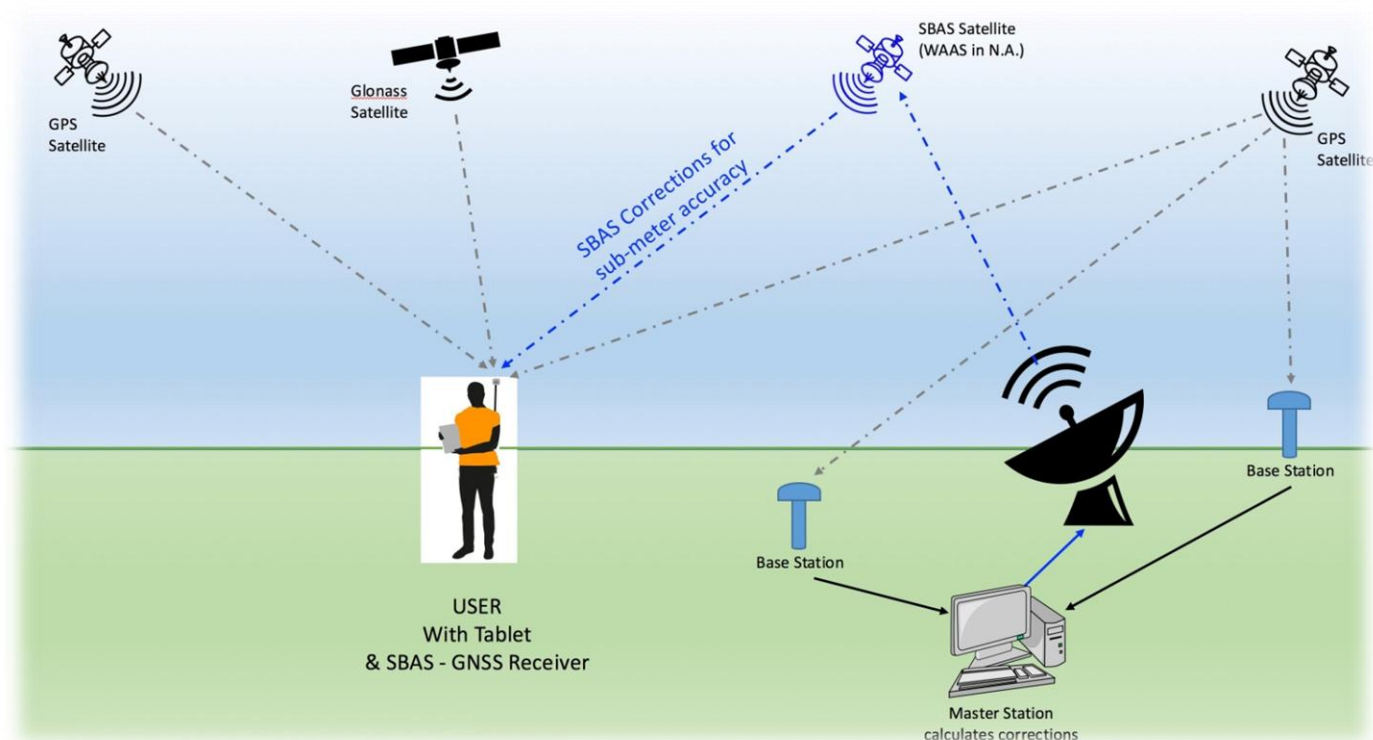 SBAS Satellite
(WAAS in N.A.)
Glonass
Satellite
GPS
Satellite
GPS
Satellite
SBAS Corrections for
sub-meter accuracy
Base Station
Base Station
USER
With Tablet
& SBAS - GNSS Receiver
Master Station
calculates corrections